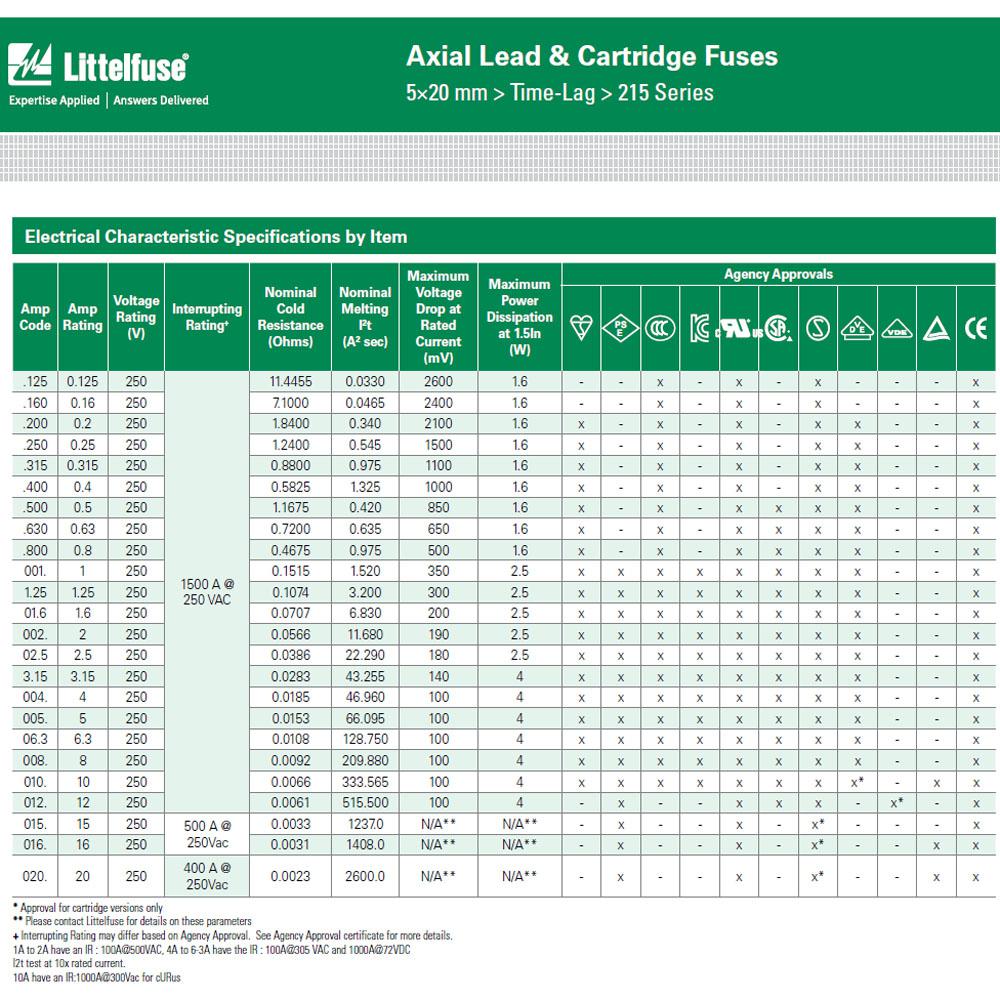 Littelfuse®
Expertise Applied | Answers Delivered
Axial Lead & Cartridge Fuses
5×20 mm > Time-Lag > 215 Series
Electrical Characteristic Specifications by Item
Amp Code | Amp Rating | Voltage Rating (V) | Interrupting Rating+ | Nominal Cold Resistance (Ohms) | Nominal Melting I²t (A² sec) | Maximum Voltage Drop at Rated Current (mV) | Maximum Power Dissipation at 1.5In (W) | Agency Approvals
PS E | CCC | KC | c RU US | SA | S | D V E | VDE | CE
.125 0.125 250 1500 A @ 250 VAC 11.4455 0.0330 2600 1.6 - - x - x - x - - - x
.160 0.16 250 7.1000 0.0465 2400 1.6 - - x - x - x - - - x
.200 0.2 250 1.8400 0.340 2100 1.6 x - x - x - x x - - x
.250 0.25 250 1.2400 0.545 1500 1.6 x - x - x - x x - - x
.315 0.315 250 0.8800 0.975 1100 1.6 x - x - x - x x - - x
.400 0.4 250 0.5825 1.325 1000 1.6 x - x - x - x x - - x
.500 0.5 250 1.1675 0.420 850 1.6 x - x - x x x x - - x
.630 0.63 250 0.7200 0.635 650 1.6 x - x - x x x x - - x
.800 0.8 250 0.4675 0.975 500 1.6 x - x - x x x x - - x
001. 1 250 0.1515 1.520 350 2.5 x x x x x x x x - - x
1.25 1.25 250 0.1074 3.200 300 2.5 x x x x x x x x - - x
01.6 1.6 250 0.0707 6.830 200 2.5 x x x x x x x x - - x
002. 2 250 0.0566 11.680 190 2.5 x x x x x x x x - - x
02.5 2.5 250 0.0386 22.290 180 2.5 x x x x x x x x - - x
3.15 3.15 250 0.0283 43.255 140 4 x x x x x x x x - - x
004. 4 250 0.0185 46.960 100 4 x x x x x x x x - - x
005. 5 250 0.0153 66.095 100 4 x x x x x x x x - - x
06.3 6.3 250 0.0108 128.750 100 4 x x x x x x x x - - x
008. 8 250 0.0092 209.880 100 4 x x x x x x x x - - x
010. 10 250 0.0066 333.565 100 4 x x x x x x x x* - x x
012. 12 250 0.0061 515.500 100 4 - x - - x x x - x* - x
015. 15 250 500 A @ 250Vac 0.0033 1237.0 N/A** N/A** - x - - x - x* - - - x
016. 16 250 0.0031 1408.0 N/A** N/A** - x - - x - x* - - x x
020. 20 250 400 A @ 250Vac 0.0023 2600.0 N/A** N/A** - x - - x - x* - - x x
* Approval for cartridge versions only
** Please contact Littelfuse for details on these parameters
+ Interrupting Rating may differ based on Agency Approval. See Agency Approval certificate for more details.
1A to 2A have an IR : 100A@500VAC, 4A to 6-3A have the IR : 100A@305 VAC and 1000A@72VDC
I2t test at 10x rated current.
10A have an IR:1000A@300Vac for cURus